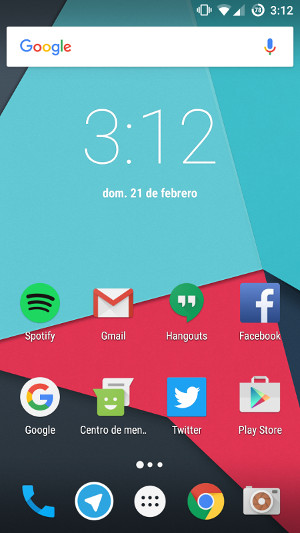 78 3:12
Google
3:12
dom. 21 de febrero
Spotify Gmail Hangouts Facebook
Google Centro de men.. Twitter Play Store